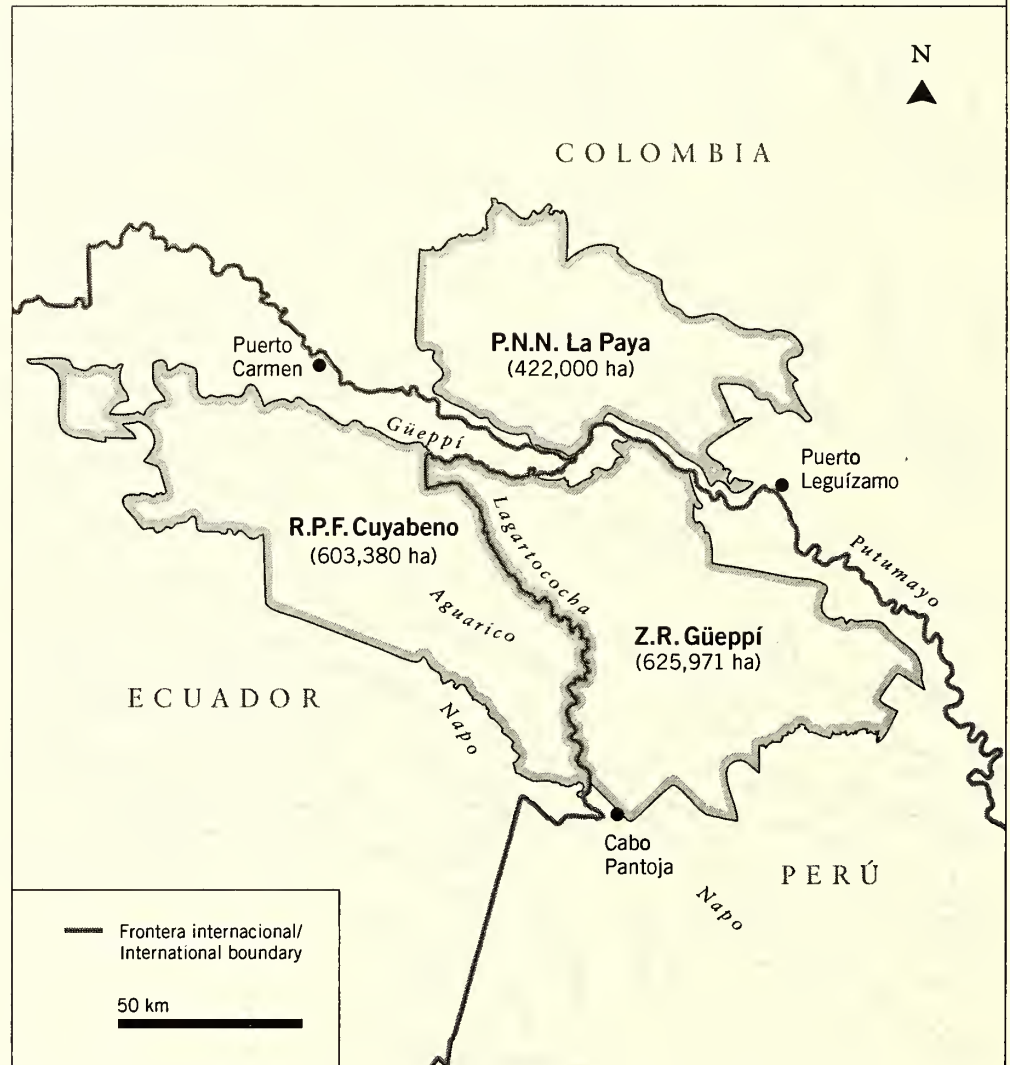 N
COLOMBIA
P.N.N. La Paya
(422,000 ha)
Puerto
Carmen
Güeppí
Puerto
Leguízamo
R.P.F. Cuyabeno
(603,380 ha)
Lagartococha
Putumayo
Aguarico
Z.R. Güeppí
(625,971 ha)
ECUADOR
Napo
Cabo
Pantoja
PERÚ
Napo
Frontera internacional/
International boundary
50 km